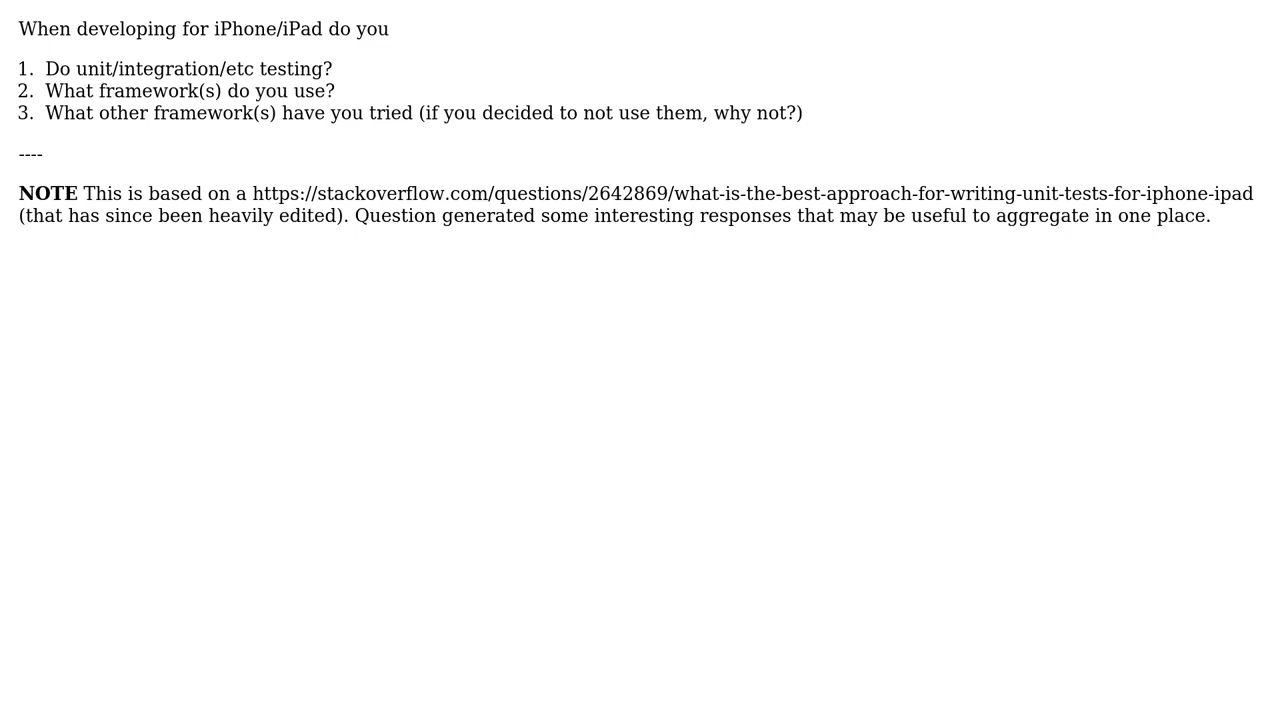 When developing for iPhone/iPad do you
1. Do unit/integration/etc testing?
2. What framework(s) do you use?
3. What other framework(s) have you tried (if you decided to not use them, why not?)
----
NOTE This is based on a https://stackoverflow.com/questions/2642869/what-is-the-best-approach-for-writing-unit-tests-for-iphone-ipad
(that has since been heavily edited). Question generated some interesting responses that may be useful to aggregate in one place.